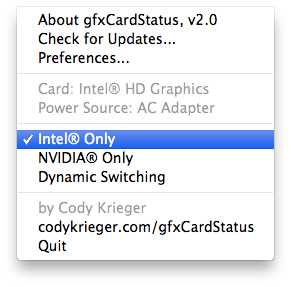 About gfxCardStatus, v2.0
Check for Updates...
Preferences...
Card: Intel® HD Graphics
Power Source: AC Adapter
✓ Intel® Only
NVIDIA® Only
Dynamic Switching
by Cody Krieger
codykrieger.com/gfxCardStatus
Quit